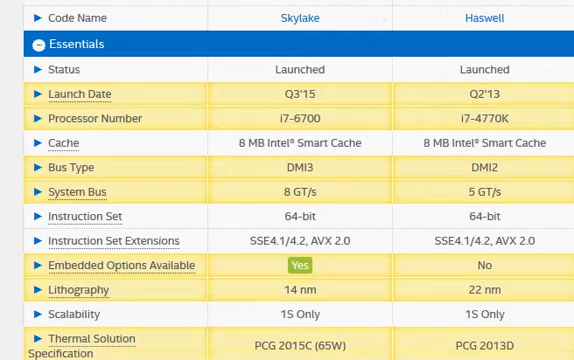 Code Name Skylake Haswell
Essentials
Status Launched Launched
Launch Date Q3'15 Q2'13
Processor Number i7-6700 i7-4770K
Cache 8 MB Intel® Smart Cache 8 MB Intel® Smart Cache
Bus Type DMI3 DMI2
System Bus 8 GT/s 5 GT/s
Instruction Set 64-bit 64-bit
Instruction Set Extensions SSE4.1/4.2, AVX 2.0 SSE4.1/4.2, AVX 2.0
Embedded Options Available Yes No
Lithography 14 nm 22 nm
Scalability 1S Only 1S Only
Thermal Solution
Specification PCG 2015C (65W) PCG 2013D